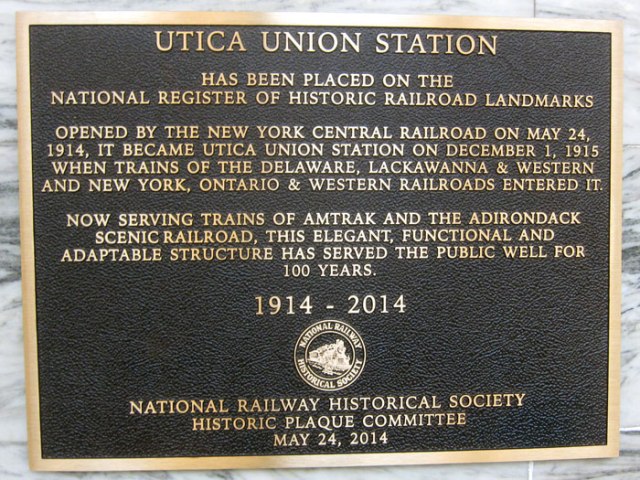 UTICA UNION STATION
HAS BEEN PLACED ON THE
NATIONAL REGISTER OF HISTORIC RAILROAD LANDMARKS
OPENED BY THE NEW YORK CENTRAL RAILROAD ON MAY 24,
1914, IT BECAME UTICA UNION STATION ON DECEMBER 1, 1915
WHEN TRAINS OF THE DELAWARE, LACKAWANNA & WESTERN
AND NEW YORK, ONTARIO & WESTERN RAILROADS ENTERED IT.
NOW SERVING TRAINS OF AMTRAK AND THE ADIRONDACK
SCENIC RAILROAD, THIS ELEGANT, FUNCTIONAL AND
ADAPTABLE STRUCTURE HAS SERVED THE PUBLIC WELL FOR
100 YEARS.
1914 - 2014
NATIONAL RAILWAY
HISTORICAL SOCIETY
NATIONAL RAILWAY HISTORICAL SOCIETY
HISTORIC PLAQUE COMMITTEE
MAY 24, 2014